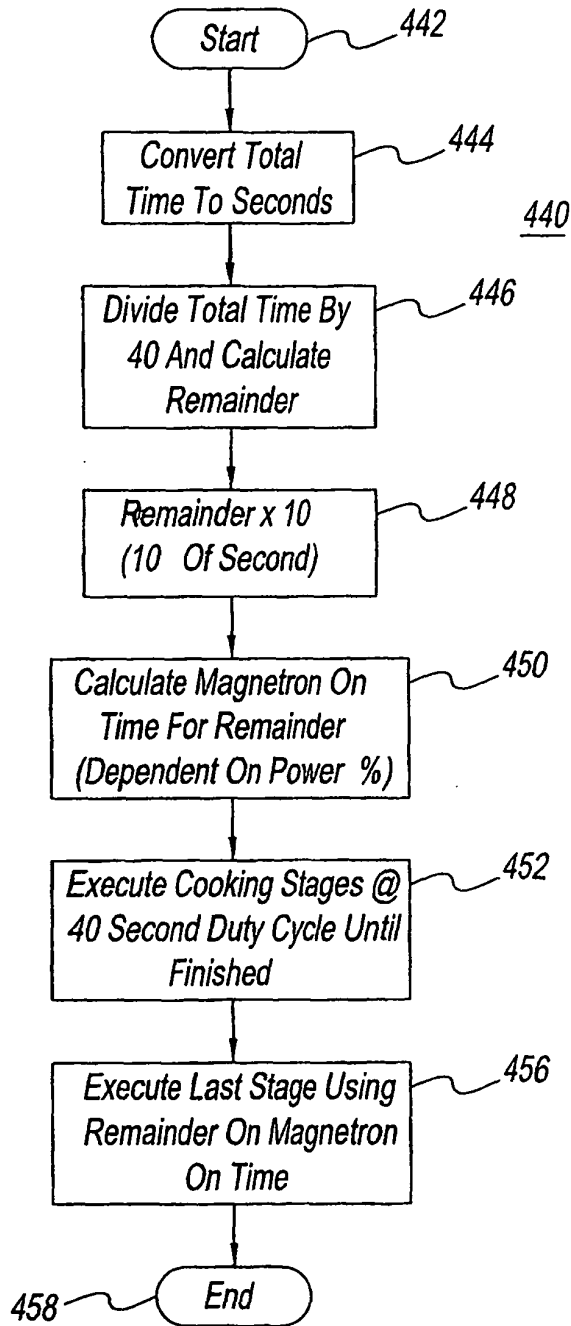 Start
442
Convert Total
Time To Seconds
444
440
Divide Total Time By
40 And Calculate
Remainder
446
Remainder x 10
(10 Of Second)
448
Calculate Magnetron On
Time For Remainder
(Dependent On Power %)
450
Execute Cooking Stages @
40 Second Duty Cycle Until
Finished
452
Execute Last Stage Using
Remainder On Magnetron
On Time
456
End
458